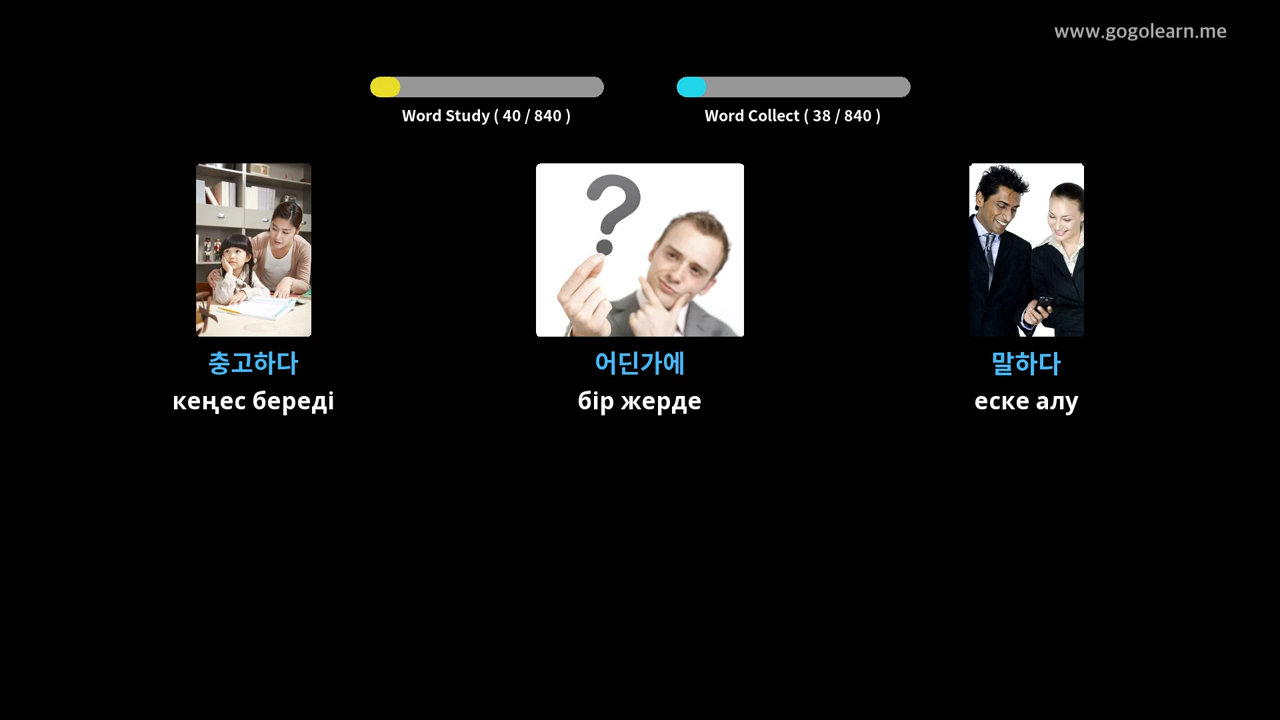 www.gogolearn.me
Word Study ( 40 / 840 )
Word Collect ( 38 / 840 )
충고하다
어딘가에
말하다
кеңес береді
бір жерде
еске алу